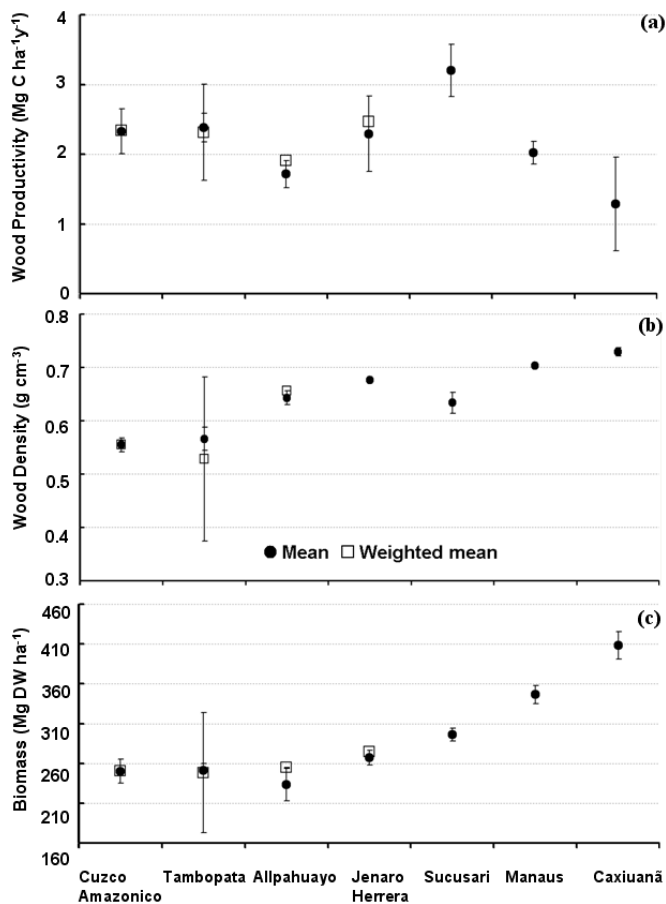 (a)
Wood Productivity (Mg C ha⁻¹y⁻¹)
4
3
2
1
0
(b)
Wood Density (g cm⁻³)
0.8
0.7
0.6
0.5
0.4
0.3
Mean Weighted mean
(c)
Biomass (Mg DW ha⁻¹)
460
410
360
310
260
210
160
Cuzco Amazonico
Tambopata
Allpahuayo
Jenaro Herrera
Sucusari
Manaus
Caxiuanã